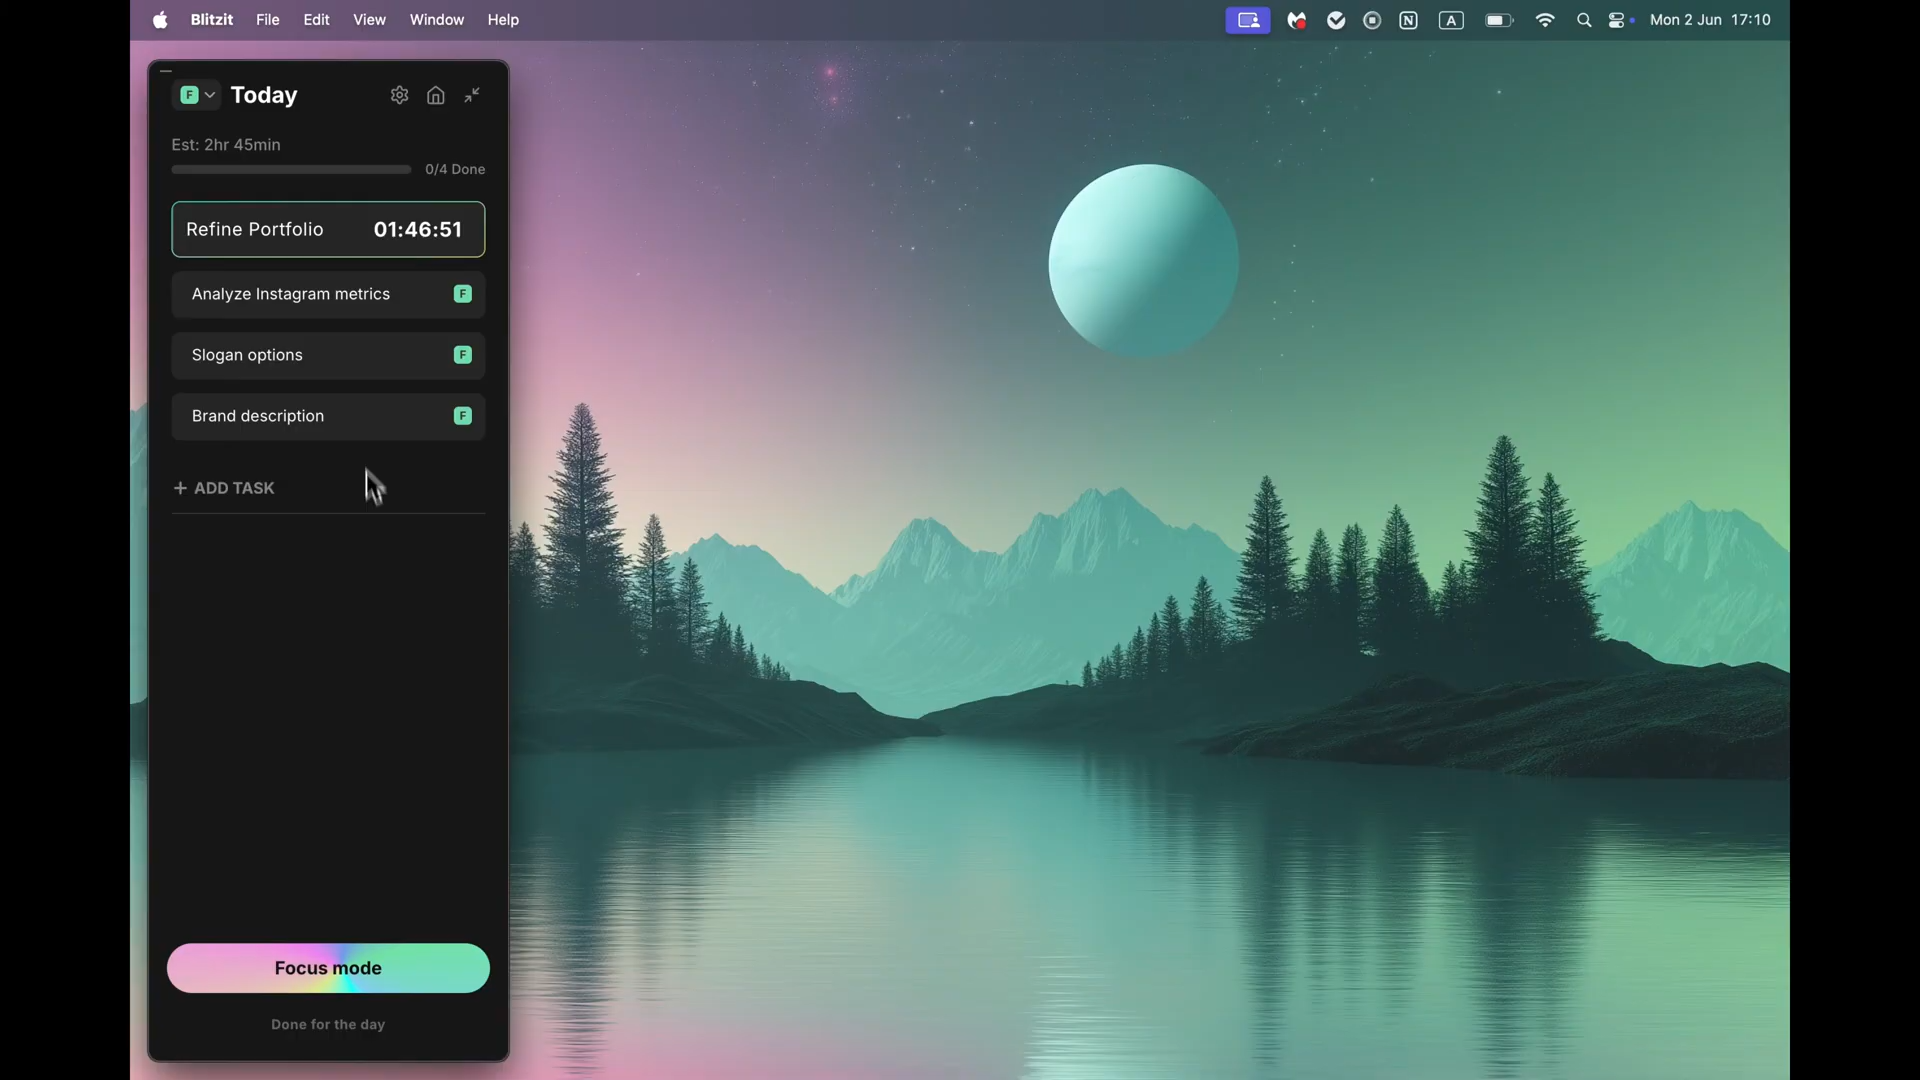 Blitzit File Edit View Window Help
N A Mon 2 Jun 17:10
F Today
Est: 2hr 45min
0/4 Done
Refine Portfolio 01:46:51
Analyze Instagram metrics F
Slogan options F
Brand description F
+ ADD TASK
Focus mode
Done for the day